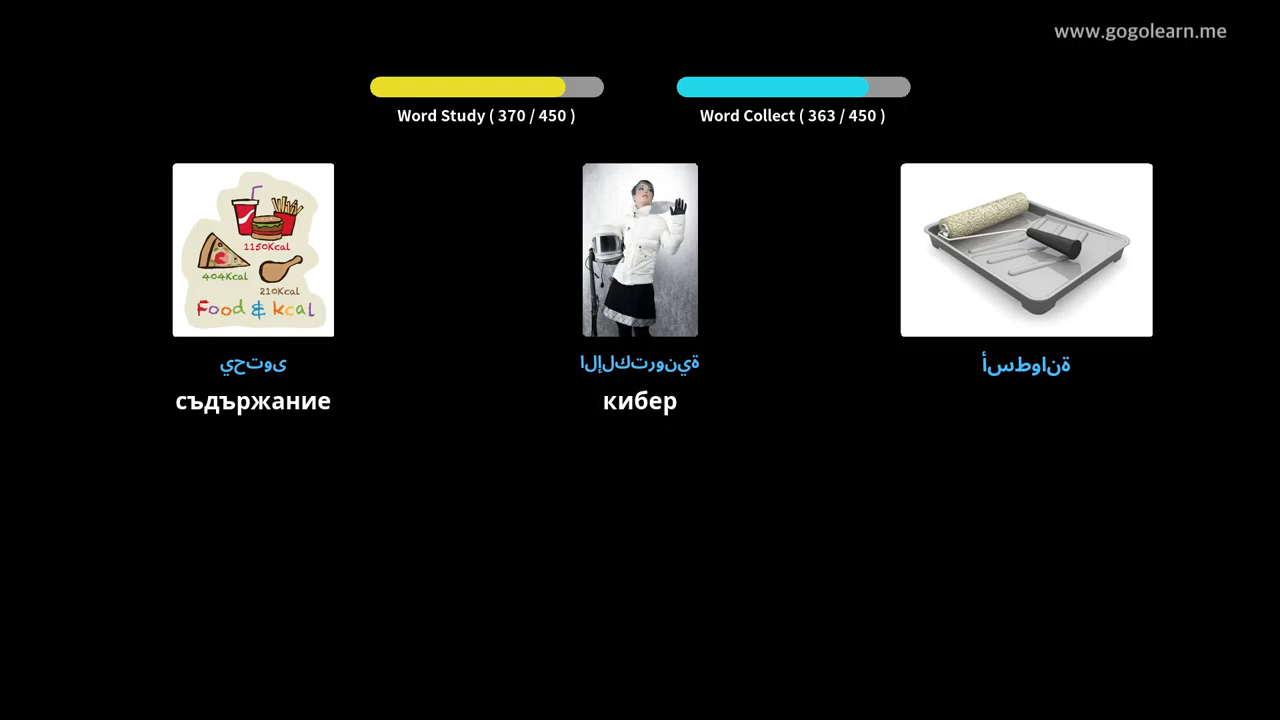 www.gogolearn.me
Word Study ( 370 / 450 )
Word Collect ( 363 / 450 )
1150Kcal
404Kcal
210Kcal
Food & kcal
يحتوى
الإلكترونية
أسطوانة
съдържание
кибер